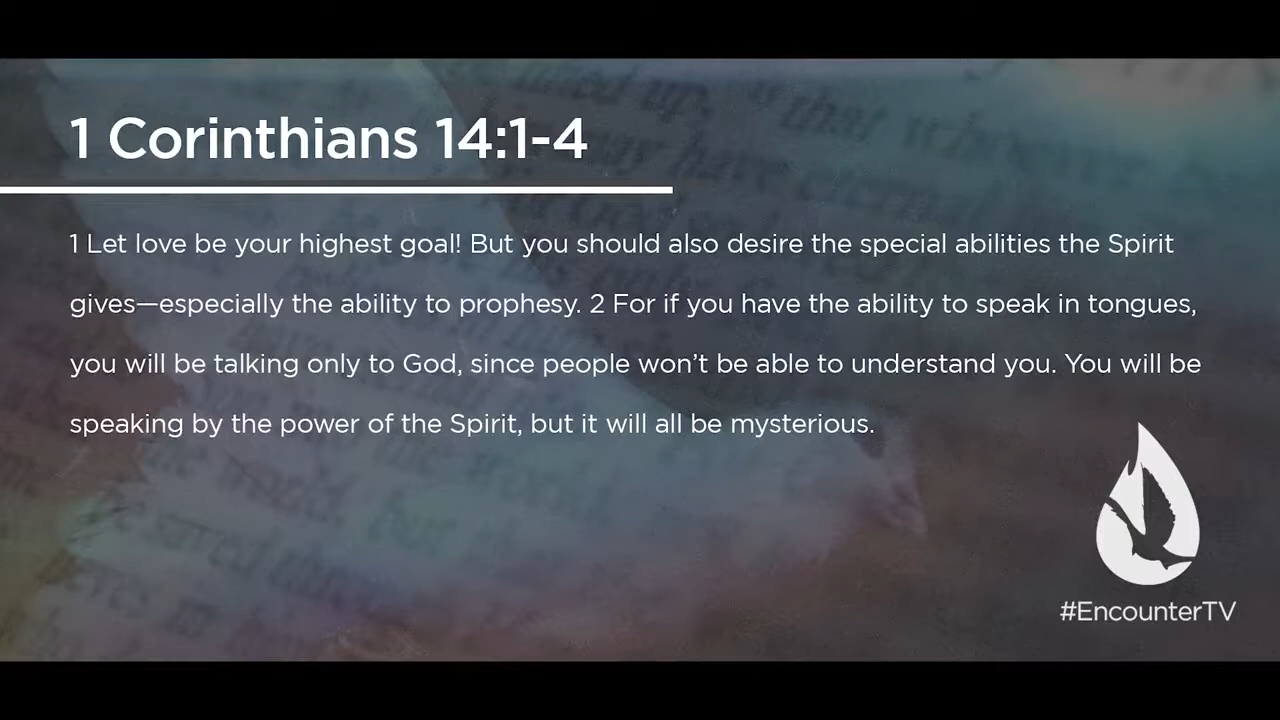 1 Corinthians 14:1-4
1 Let love be your highest goal! But you should also desire the special abilities the Spirit
gives—especially the ability to prophesy. 2 For if you have the ability to speak in tongues,
you will be talking only to God, since people won’t be able to understand you. You will be
speaking by the power of the Spirit, but it will all be mysterious.
#EncounterTV